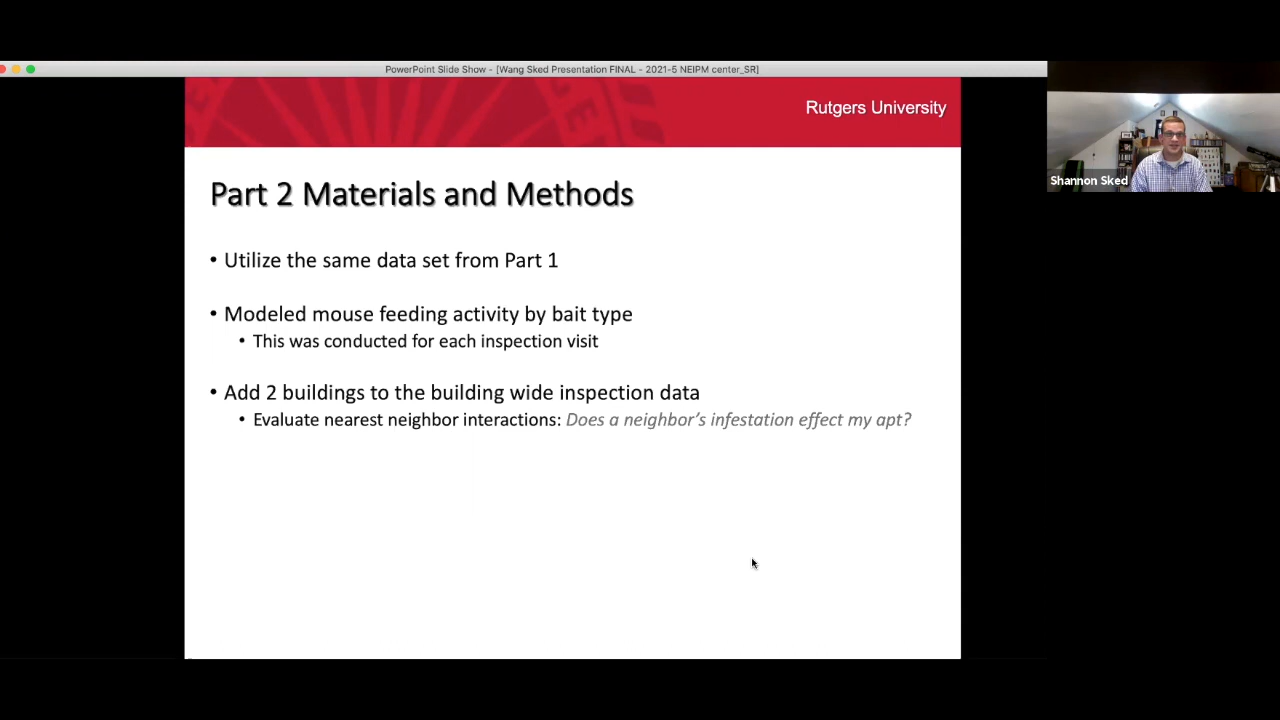 PowerPoint Slide Show - [Wang Sked Presentation FINAL - 2021-5 NEIPM center_SR]
Rutgers University
Shannon Sked
Part 2 Materials and Methods
• Utilize the same data set from Part 1
• Modeled mouse feeding activity by bait type
• This was conducted for each inspection visit
• Add 2 buildings to the building wide inspection data
• Evaluate nearest neighbor interactions: Does a neighbor's infestation effect my apt?